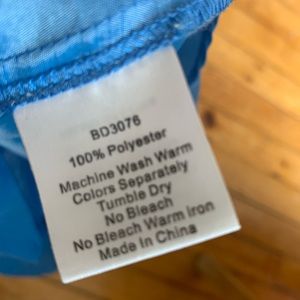 BD3076
100% Polyester
Machine Wash Warm
Colors Separately
Tumble Dry
No Bleach
No Bleach Warm iron
Made in China